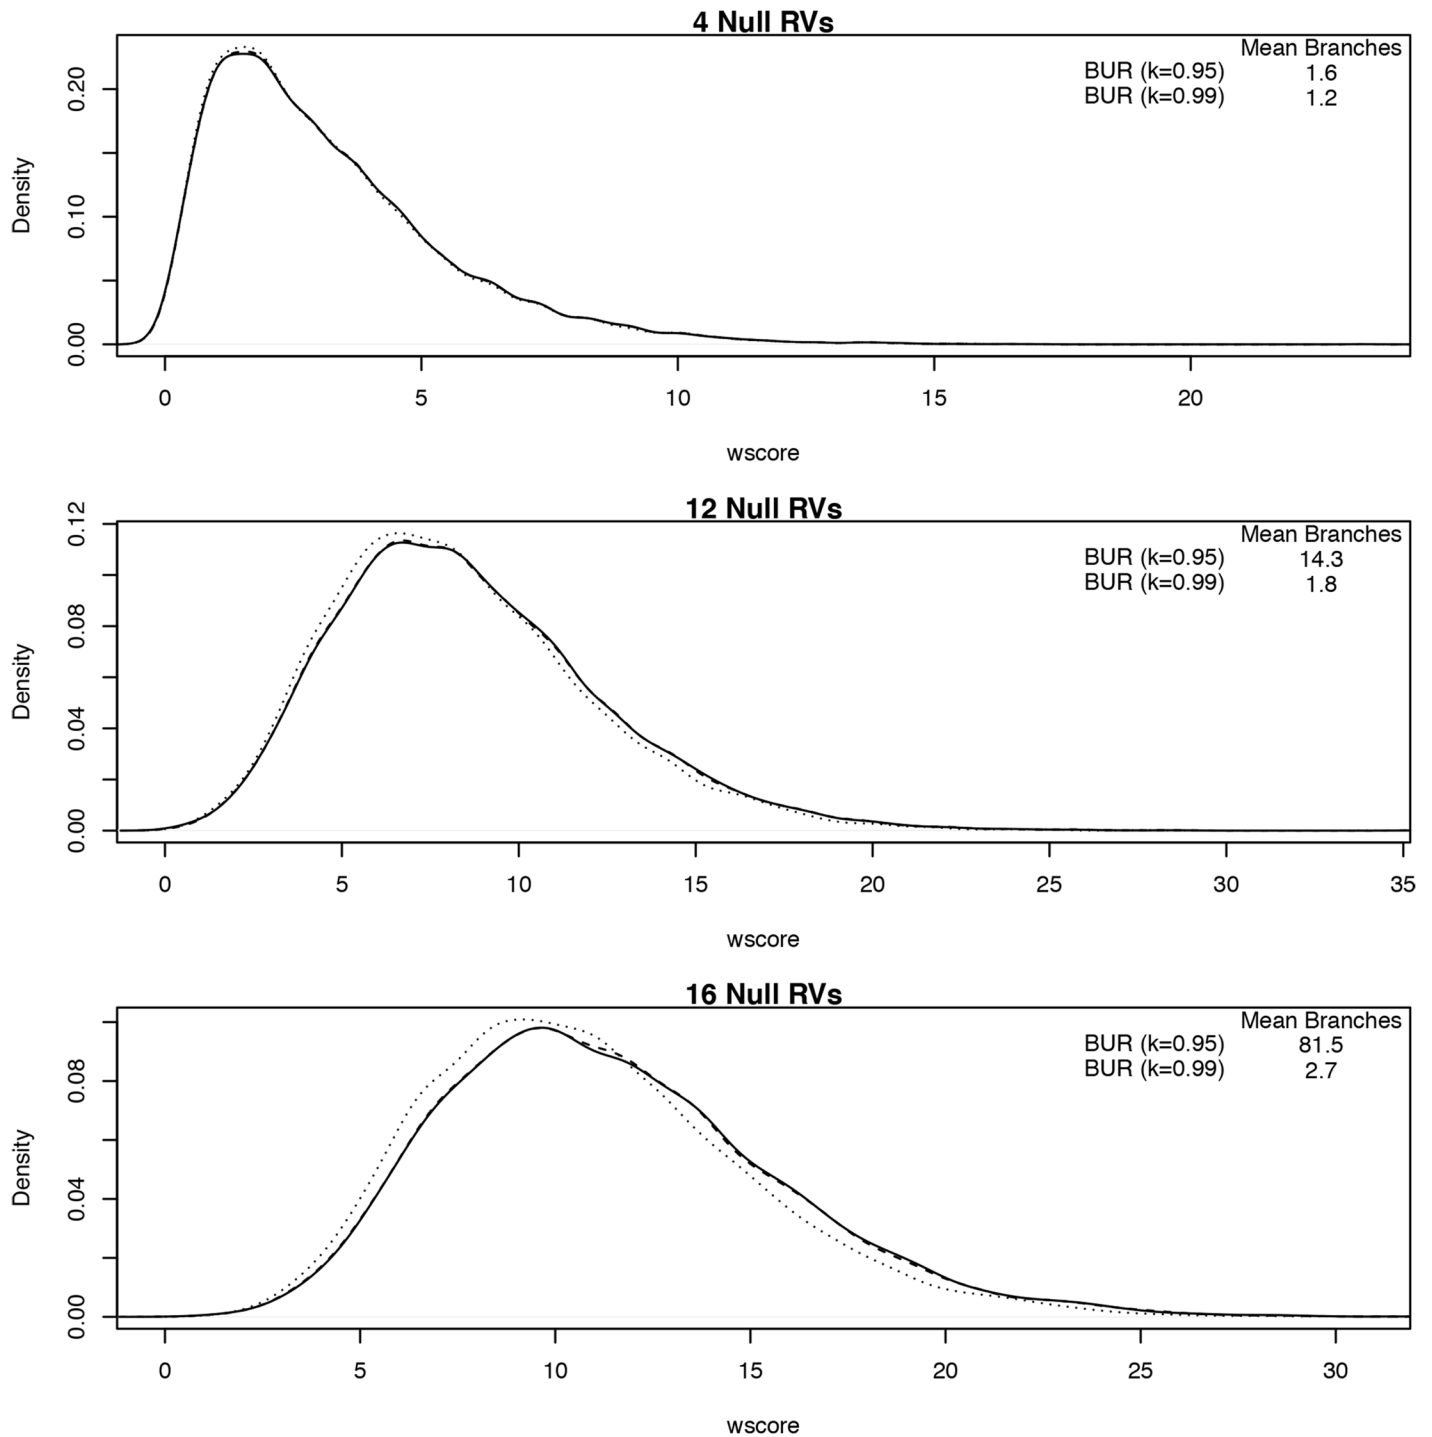 4 Null RVs
Mean Branches
BUR (k=0.95) 1.6
BUR (k=0.99) 1.2
Density
0.00 0.10 0.20
0 5 10 15 20
wscore
12 Null RVs
Mean Branches
BUR (k=0.95) 14.3
BUR (k=0.99) 1.8
Density
0.00 0.04 0.08 0.12
0 5 10 15 20 25 30 35
wscore
16 Null RVs
Mean Branches
BUR (k=0.95) 81.5
BUR (k=0.99) 2.7
Density
0.00 0.04 0.08
0 5 10 15 20 25 30
wscore